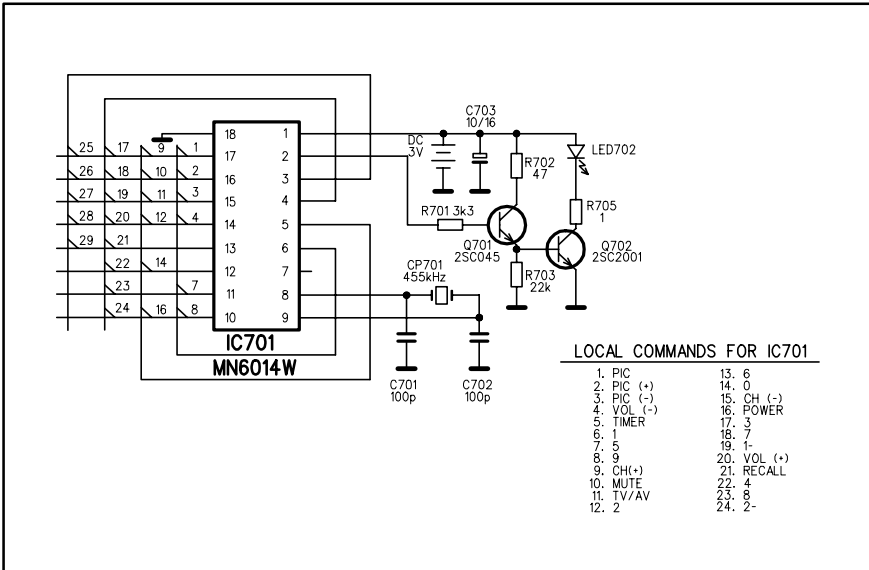 C703
10/16
DC
3V
LED702
R702
47
R705
1
R701 3k3
Q701
2SC045
Q702
2SC2001
R703
22k
CP701
455kHz
C701
100p
C702
100p
25 17 9 1
26 18 10 2
27 19 11 3
28 20 12 4
29 21
22 14
23 7
24 16 8
18 1
17 2
16 3
15 4
14 5
13 6
12 7
11 8
10 9
IC701
MN6014W
LOCAL COMMANDS FOR IC701
1. PIC
2. PIC (+)
3. PIC (-)
4. VOL (-)
5. TIMER
6. 1
7. 5
8. 9
9. CH(+)
10. MUTE
11. TV/AV
12. 2
13. 6
14. 0
15. CH (-)
16. POWER
17. 3
18. 7
19. 1-
20. VOL (+)
21. RECALL
22. 4
23. 8
24. 2-